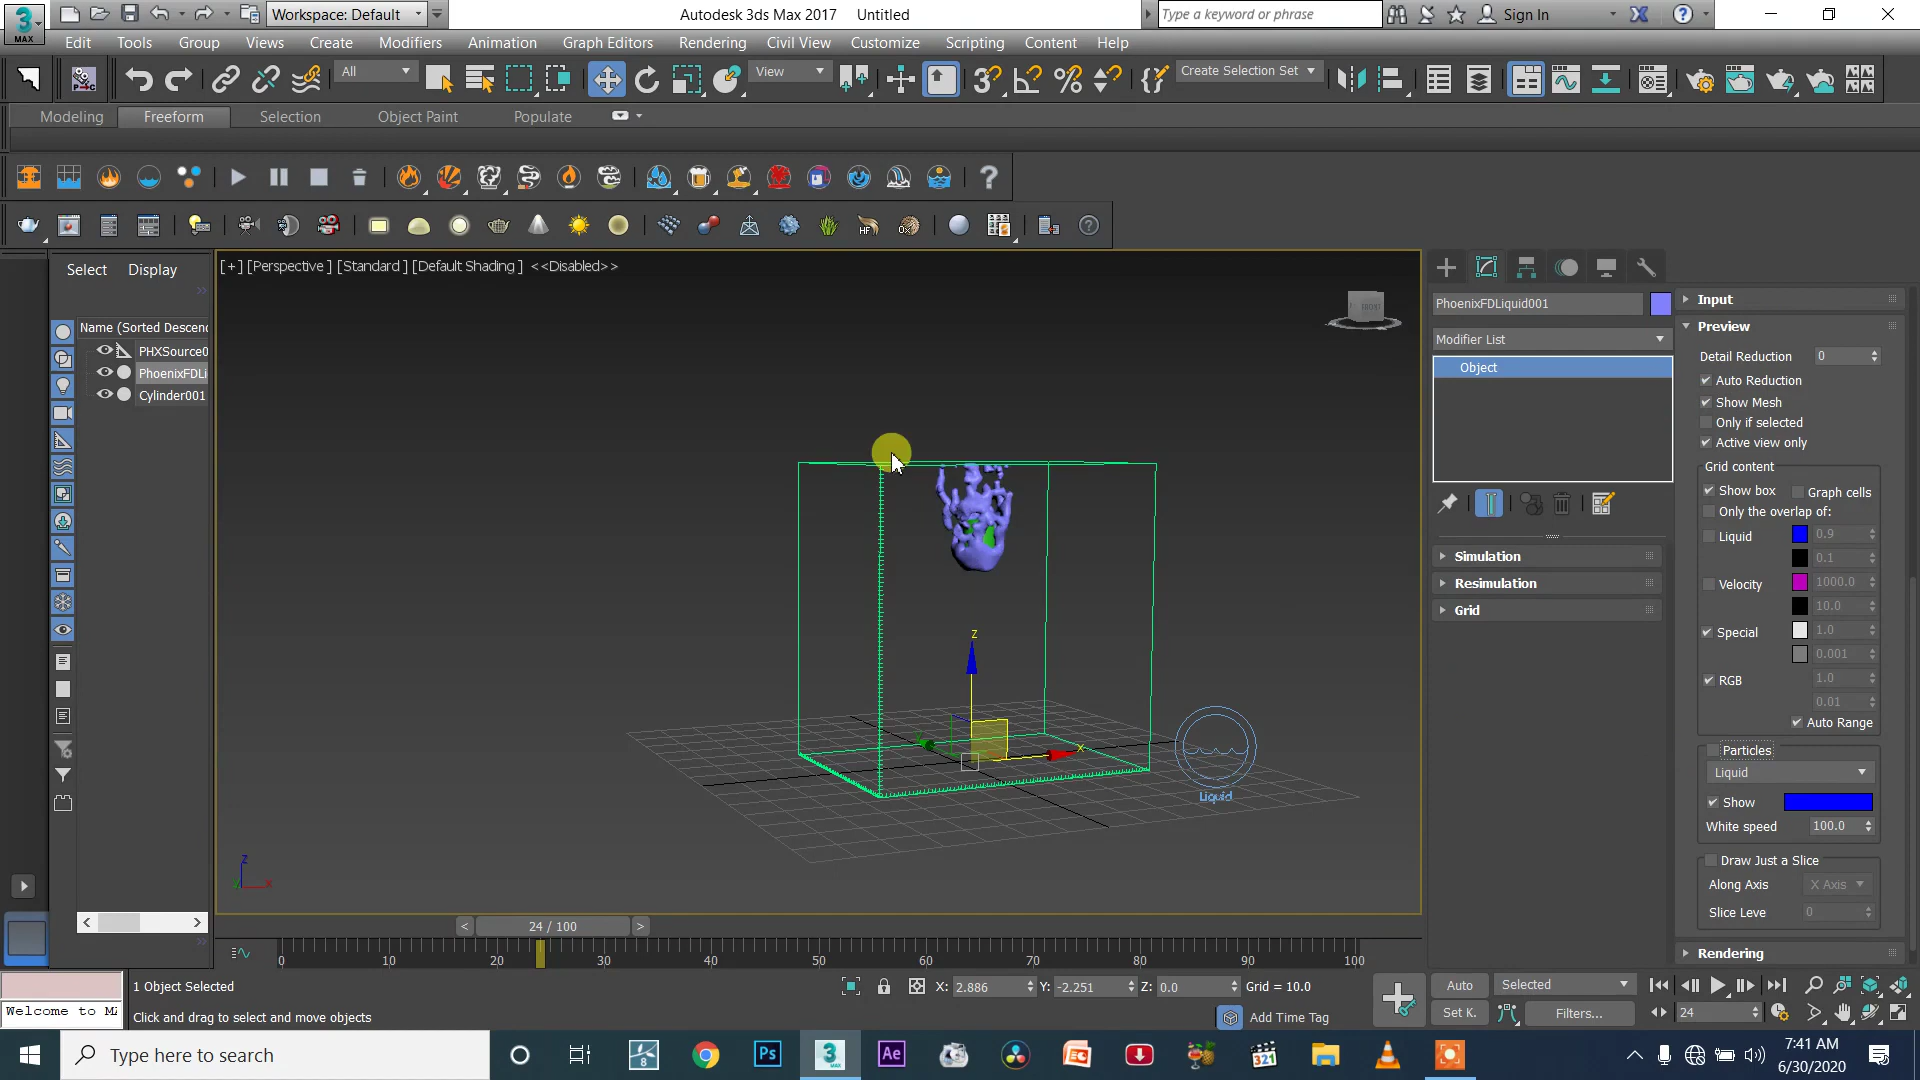 3 MAX Workspace: Default Autodesk 3ds Max 2017 Untitled Type a keyword or phrase Sign In
Edit Tools Group Views Create Modifiers Animation Graph Editors Rendering Civil View Customize Scripting Content Help
All View Create Selection Set
Modeling Freeform Selection Object Paint Populate
Select Display
[+] [Perspective ] [Standard ] [Default Shading ] <<Disabled>>
Name (Sorted Descend
PHXSource0
PhoenixFDLi
Cylinder001
z
x
Liquid
z
x
PhoenixFDLiquid001
Modifier List
Object
Simulation
Resimulation
Grid
Input
Preview
Detail Reduction 0
Auto Reduction
Show Mesh
Only if selected
Active view only
Grid content
Show box Graph cells
Only the overlap of:
Liquid 0.9
0.1
Velocity 1000.0
10.0
Special 1.0
0.001
RGB 1.0
0.01
Auto Range
Particles
Liquid
Show
White speed 100.0
Draw Just a Slice
Along Axis X Axis
Slice Leve 0
Rendering
< 24 / 100 >
0 10 20 30 40 50 60 70 80 90 100
1 Object Selected X: 2.886 Y: -2.251 Z: 0.0 Grid = 10.0 Auto Selected
Welcome to MA Click and drag to select and move objects Add Time Tag Set K. Filters... 24
Type here to search 7:41 AM
6/30/2020